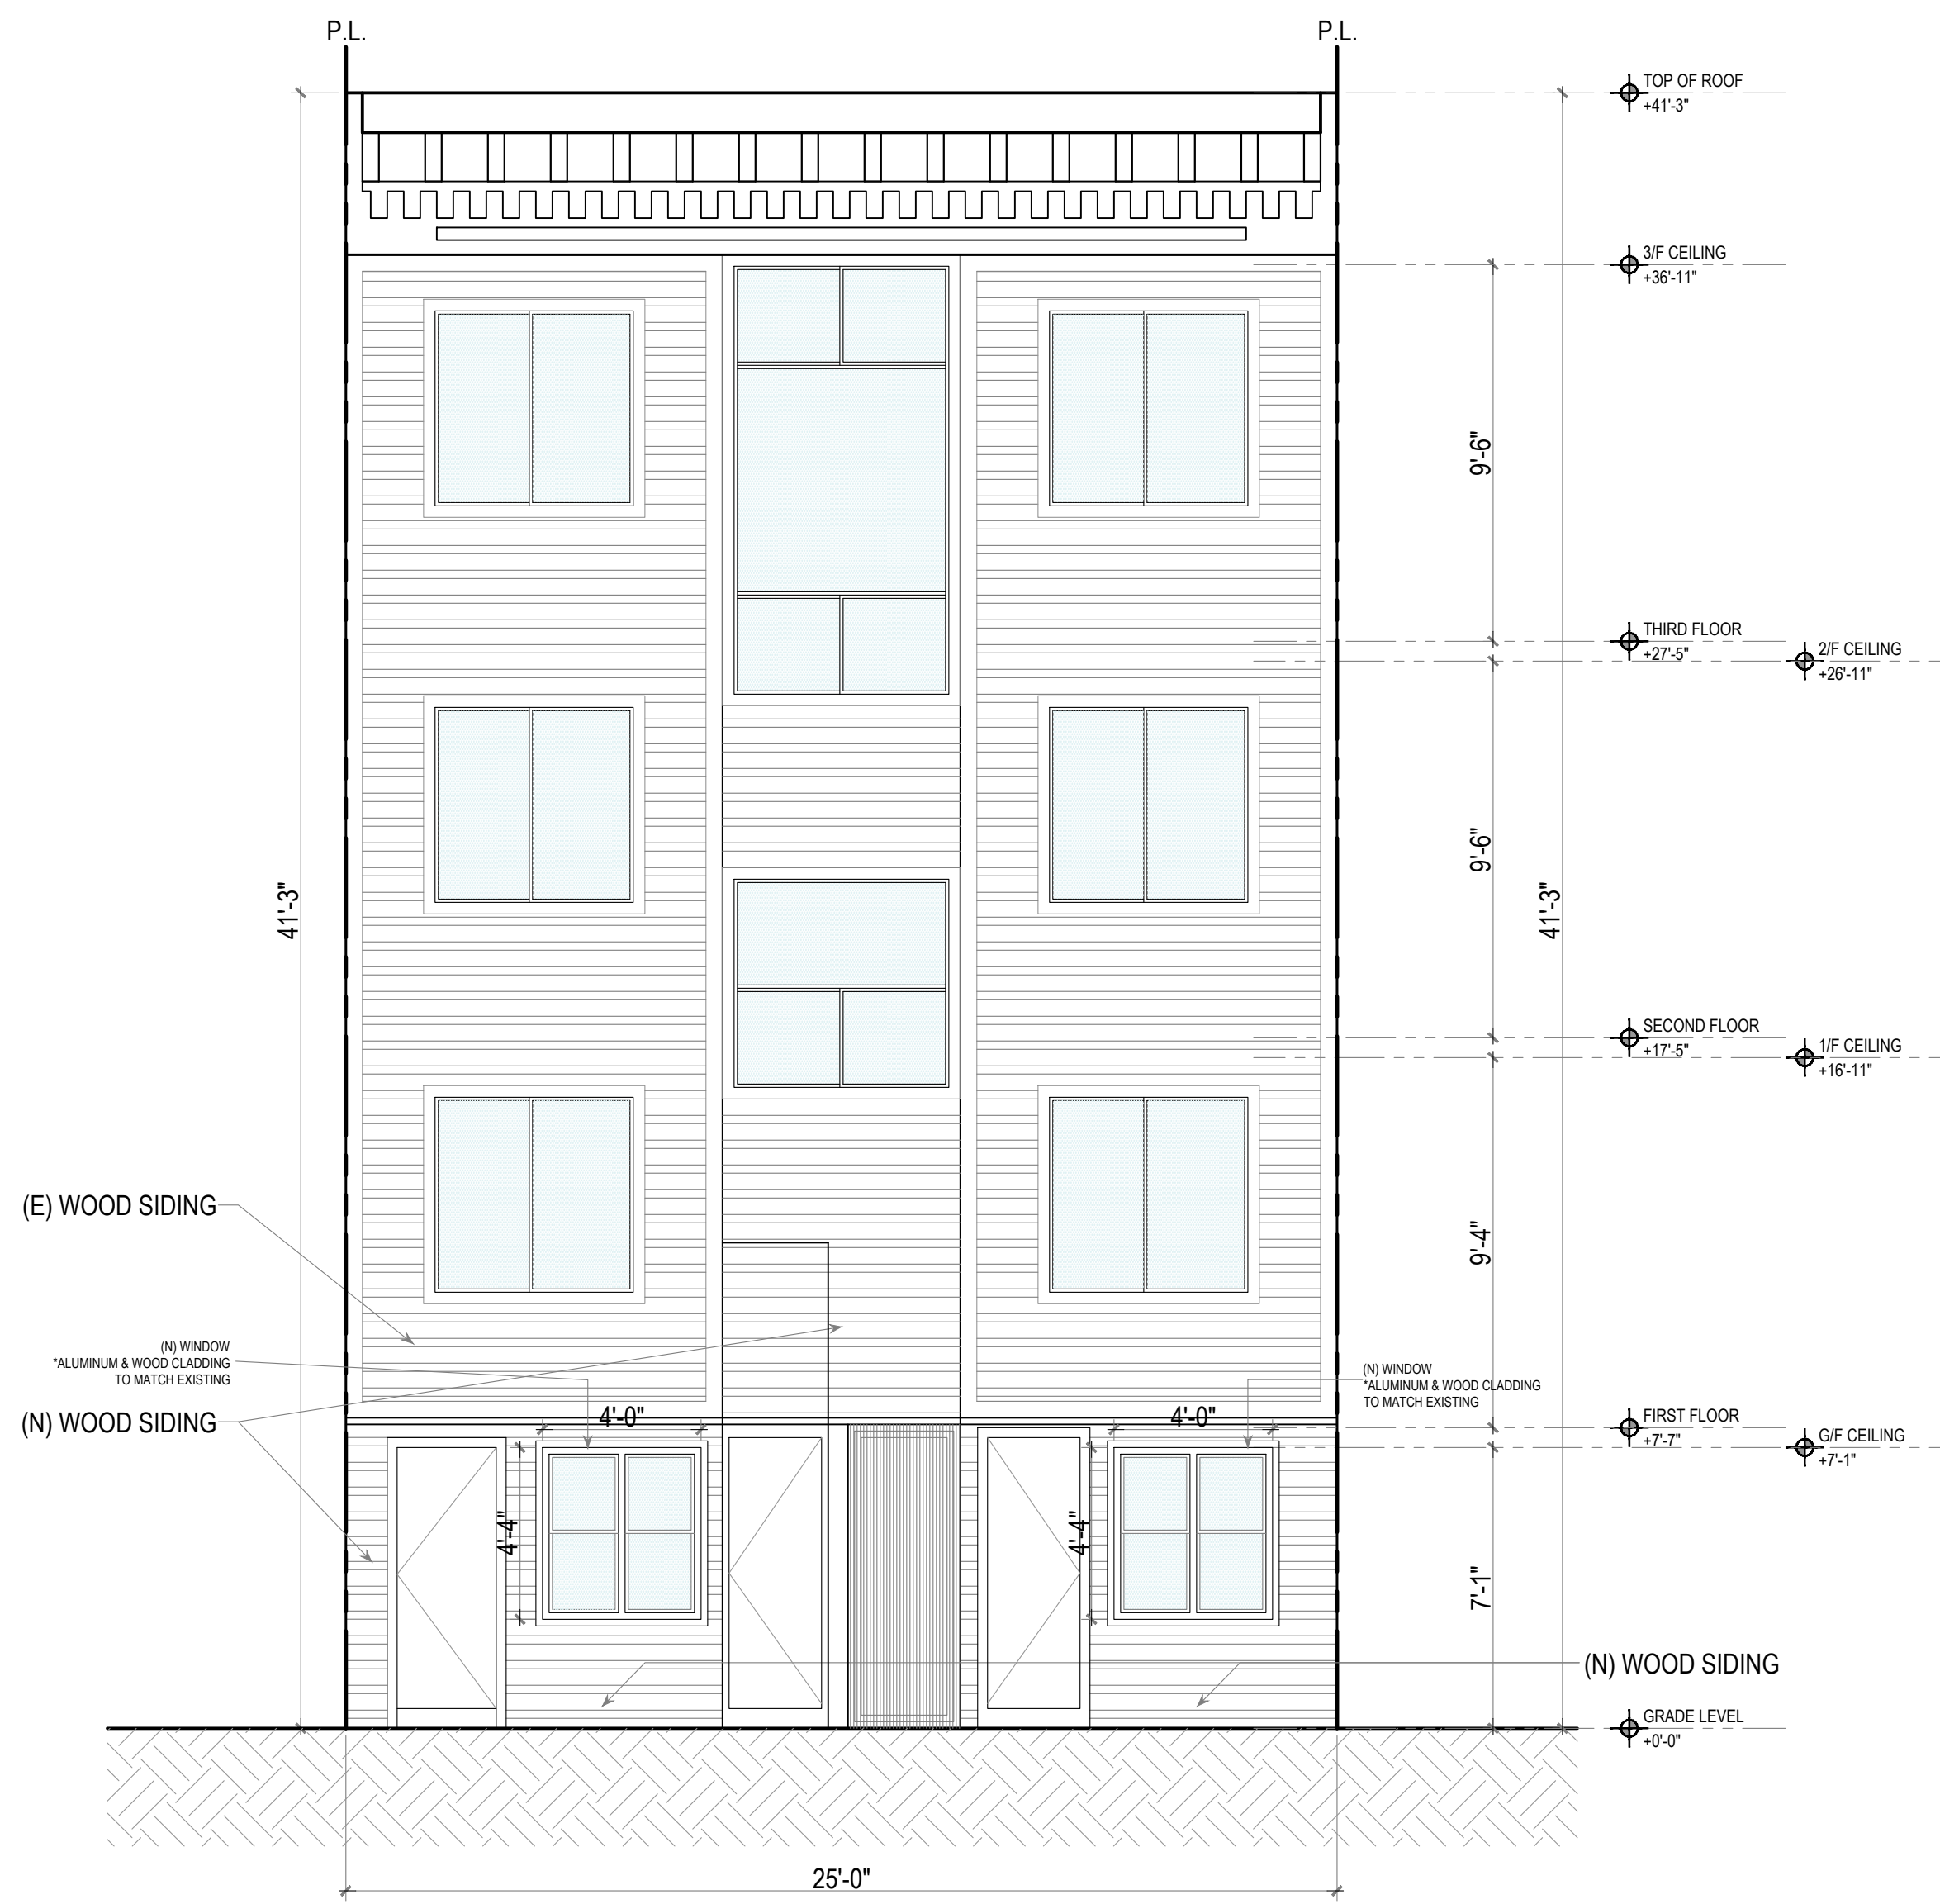 P.L.
P.L.
TOP OF ROOF
+41'-3"
3/F CEILING
+36'-11"
9'-6"
THIRD FLOOR
+27'-5"
2/F CEILING
+26'-11"
9'-6"
41'-3"
41'-3"
SECOND FLOOR
+17'-5"
1/F CEILING
+16'-11"
(E) WOOD SIDING
9'-4"
(N) WINDOW
*ALUMINUM & WOOD CLADDING
TO MATCH EXISTING
(N) WINDOW
*ALUMINUM & WOOD CLADDING
TO MATCH EXISTING
(N) WOOD SIDING
4'-0"
4'-0"
FIRST FLOOR
+7'-7"
G/F CEILING
+7'-1"
4'-4"
4'-4"
7'-1"
(N) WOOD SIDING
GRADE LEVEL
+0'-0"
25'-0"